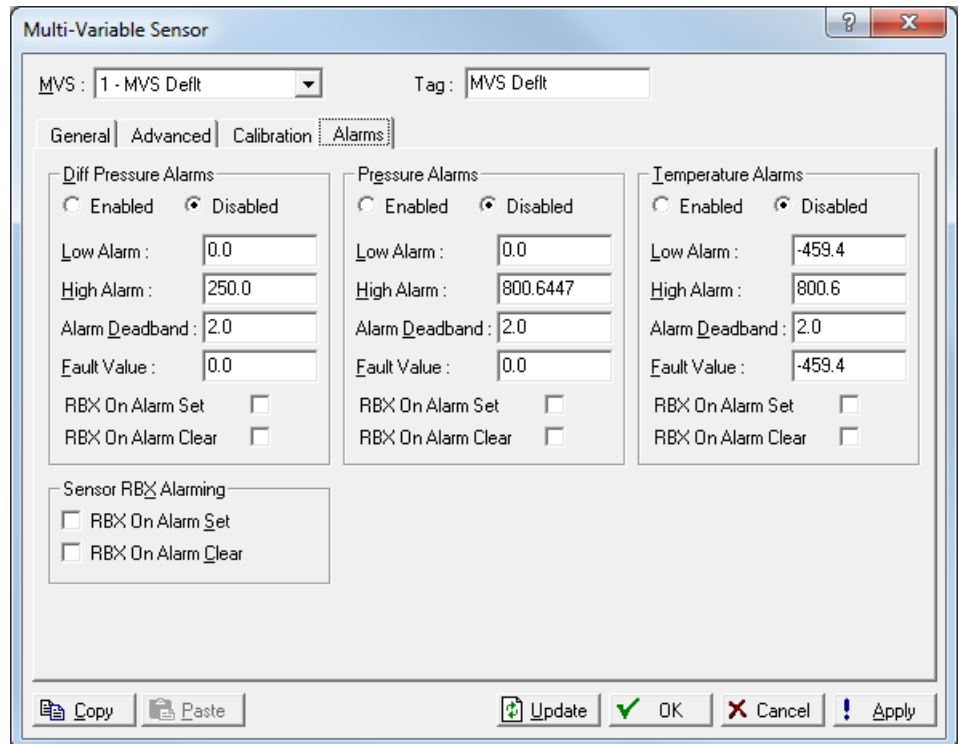 Multi-Variable Sensor
MVS : 1 - MVS Deflt
Tag : MVS Deflt
General Advanced Calibration Alarms
Diff Pressure Alarms
Enabled Disabled
Low Alarm : 0.0
High Alarm : 250.0
Alarm Deadband : 2.0
Fault Value : 0.0
RBX On Alarm Set
RBX On Alarm Clear
Pressure Alarms
Enabled Disabled
Low Alarm : 0.0
High Alarm : 800.6447
Alarm Deadband : 2.0
Fault Value : 0.0
RBX On Alarm Set
RBX On Alarm Clear
Temperature Alarms
Enabled Disabled
Low Alarm : -459.4
High Alarm : 800.6
Alarm Deadband : 2.0
Fault Value : -459.4
RBX On Alarm Set
RBX On Alarm Clear
Sensor RBX Alarming
RBX On Alarm Set
RBX On Alarm Clear
Copy Paste Update OK Cancel Apply